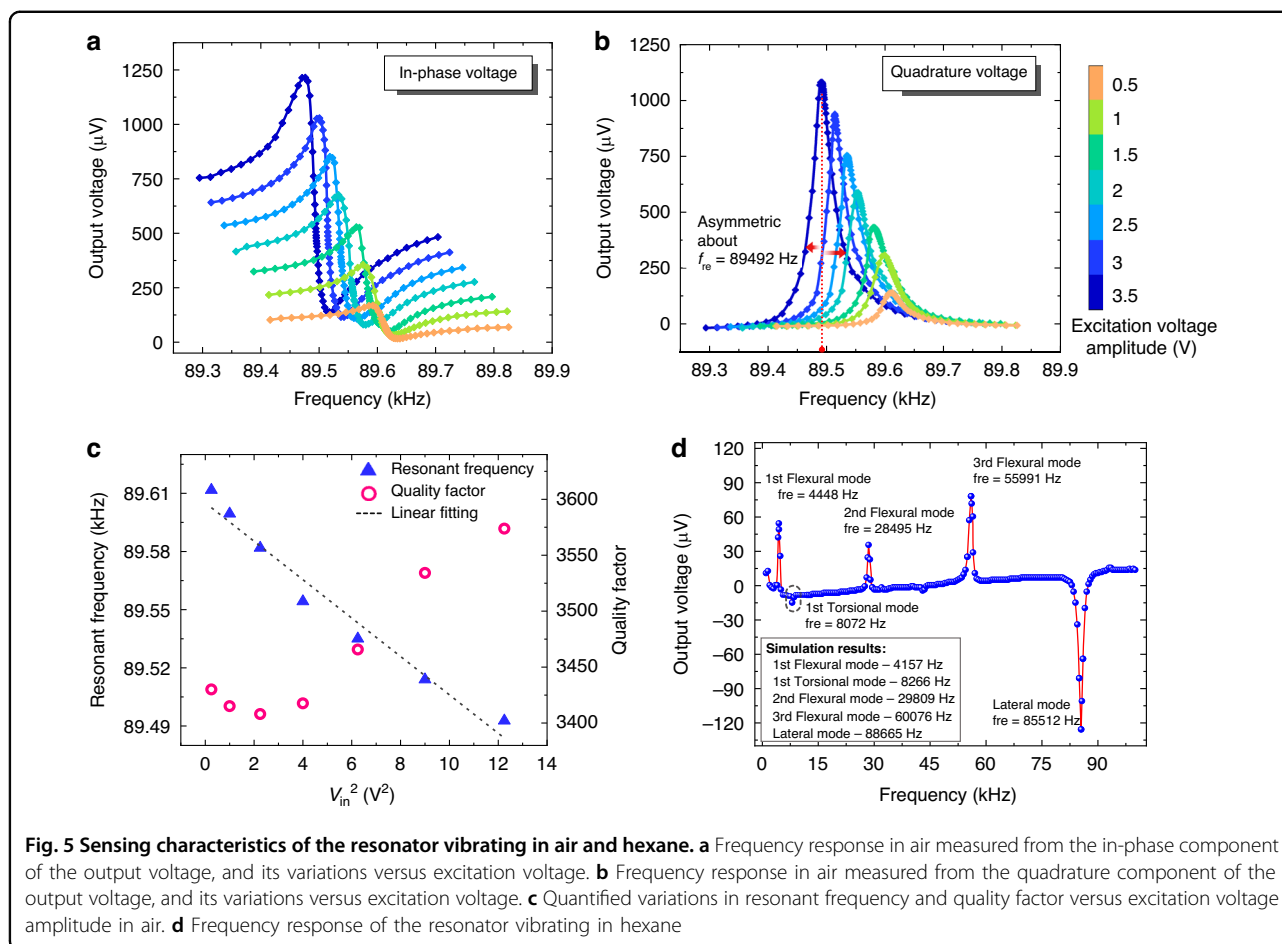 a
In-phase voltage
1250
1000
750
500
250
0
Output voltage (μV)
89.3 89.4 89.5 89.6 89.7 89.8 89.9
Frequency (kHz)
b
Quadrature voltage
1250
1000
750
500
250
0
Output voltage (μV)
Asymmetric
about
fre = 89492 Hz
89.3 89.4 89.5 89.6 89.7 89.8 89.9
Frequency (kHz)
0.5
1
1.5
2
2.5
3
3.5
Excitation voltage
amplitude (V)
c
Resonant frequency
Quality factor
Linear fitting
89.61
89.58
89.55
89.52
89.49
Resonant frequency (kHz)
3600
3550
3500
3450
3400
Quality factor
0 2 4 6 8 10 12 14
Vin² (V²)
d
120
90
60
30
0
−30
−60
−90
−120
Output voltage (μV)
1st Flexural mode
fre = 4448 Hz
2nd Flexural mode
fre = 28495 Hz
3rd Flexural mode
fre = 55991 Hz
1st Torsional mode
fre = 8072 Hz
Simulation results:
1st Flexural mode – 4157 Hz
1st Torsional mode – 8266 Hz
2nd Flexural mode – 29809 Hz
3rd Flexural mode – 60076 Hz
Lateral mode – 88665 Hz
Lateral mode
fre = 85512 Hz
0 15 30 45 60 75 90
Frequency (kHz)
Fig. 5 Sensing characteristics of the resonator vibrating in air and hexane. a Frequency response in air measured from the in-phase component
of the output voltage, and its variations versus excitation voltage. b Frequency response in air measured from the quadrature component of the
output voltage, and its variations versus excitation voltage. c Quantified variations in resonant frequency and quality factor versus excitation voltage
amplitude in air. d Frequency response of the resonator vibrating in hexane